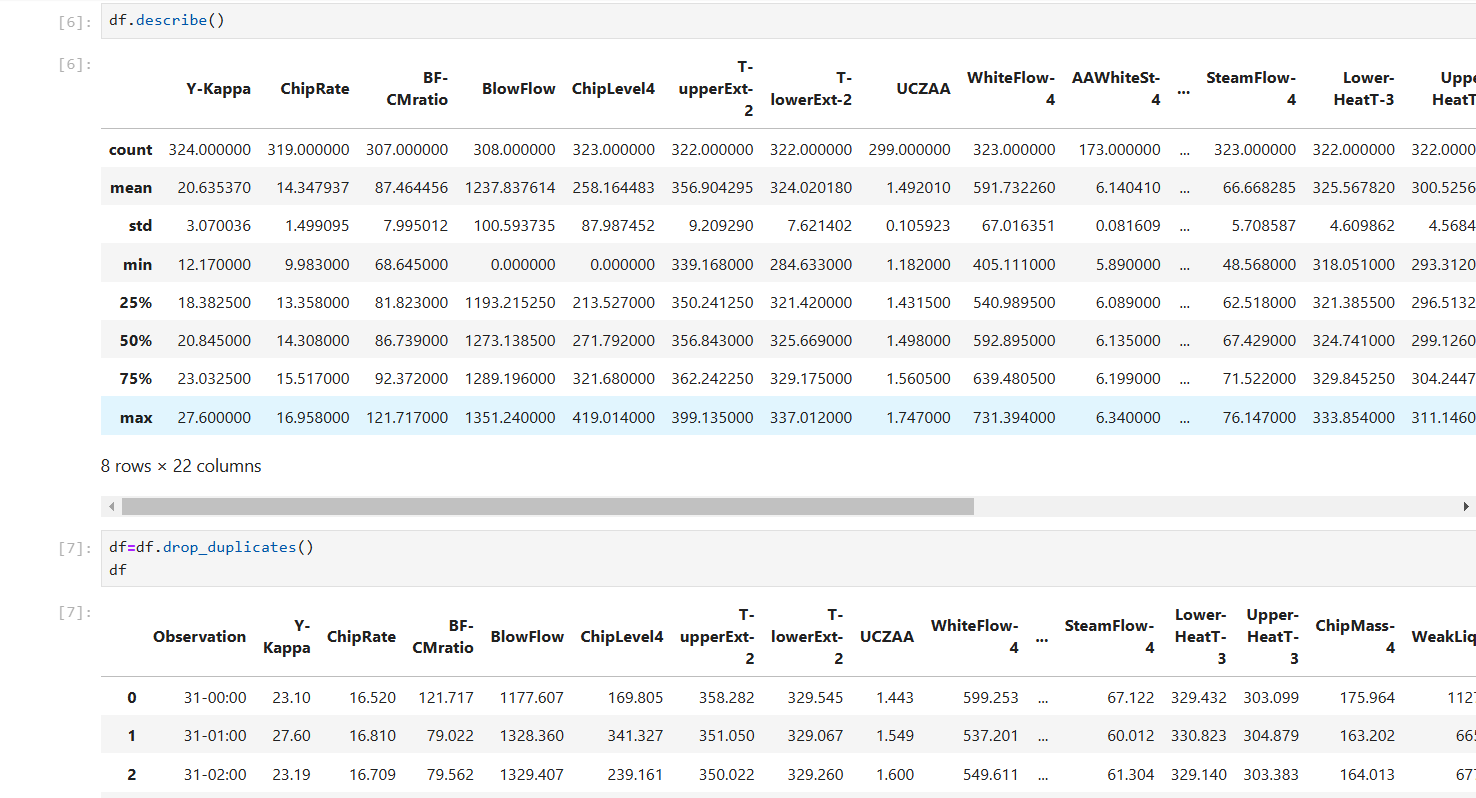 [6]: df.describe()
[6]:
Y-Kappa ChipRate BF-CMratio BlowFlow ChipLevel4 T-upperExt-2 T-lowerExt-2 UCZAA WhiteFlow-4 AAWhiteSt-4 ... SteamFlow-4 Lower-HeatT-3 Uppe HeatT
count 324.000000 319.000000 307.000000 308.000000 323.000000 322.000000 322.000000 299.000000 323.000000 173.000000 ... 323.000000 322.000000 322.0000
mean 20.635370 14.347937 87.464456 1237.837614 258.164483 356.904295 324.020180 1.492010 591.732260 6.140410 ... 66.668285 325.567820 300.5256
std 3.070036 1.499095 7.995012 100.593735 87.987452 9.209290 7.621402 0.105923 67.016351 0.081609 ... 5.708587 4.609862 4.5684
min 12.170000 9.983000 68.645000 0.000000 0.000000 339.168000 284.633000 1.182000 405.111000 5.890000 ... 48.568000 318.051000 293.3120
25% 18.382500 13.358000 81.823000 1193.215250 213.527000 350.241250 321.420000 1.431500 540.989500 6.089000 ... 62.518000 321.385500 296.5132
50% 20.845000 14.308000 86.739000 1273.138500 271.792000 356.843000 325.669000 1.498000 592.895000 6.135000 ... 67.429000 324.741000 299.1260
75% 23.032500 15.517000 92.372000 1289.196000 321.680000 362.242250 329.175000 1.560500 639.480500 6.199000 ... 71.522000 329.845250 304.2447
max 27.600000 16.958000 121.717000 1351.240000 419.014000 399.135000 337.012000 1.747000 731.394000 6.340000 ... 76.147000 333.854000 311.1460
8 rows × 22 columns
[7]: df=df.drop_duplicates()
df
[7]:
Observation Y-Kappa ChipRate BF-CMratio BlowFlow ChipLevel4 T-upperExt-2 T-lowerExt-2 UCZAA WhiteFlow-4 ... SteamFlow-4 Lower-HeatT-3 Upper-HeatT-3 ChipMass-4 WeakLiq
0 31-00:00 23.10 16.520 121.717 1177.607 169.805 358.282 329.545 1.443 599.253 ... 67.122 329.432 303.099 175.964 1127
1 31-01:00 27.60 16.810 79.022 1328.360 341.327 351.050 329.067 1.549 537.201 ... 60.012 330.823 304.879 163.202 665
2 31-02:00 23.19 16.709 79.562 1329.407 239.161 350.022 329.260 1.600 549.611 ... 61.304 329.140 303.383 164.013 677